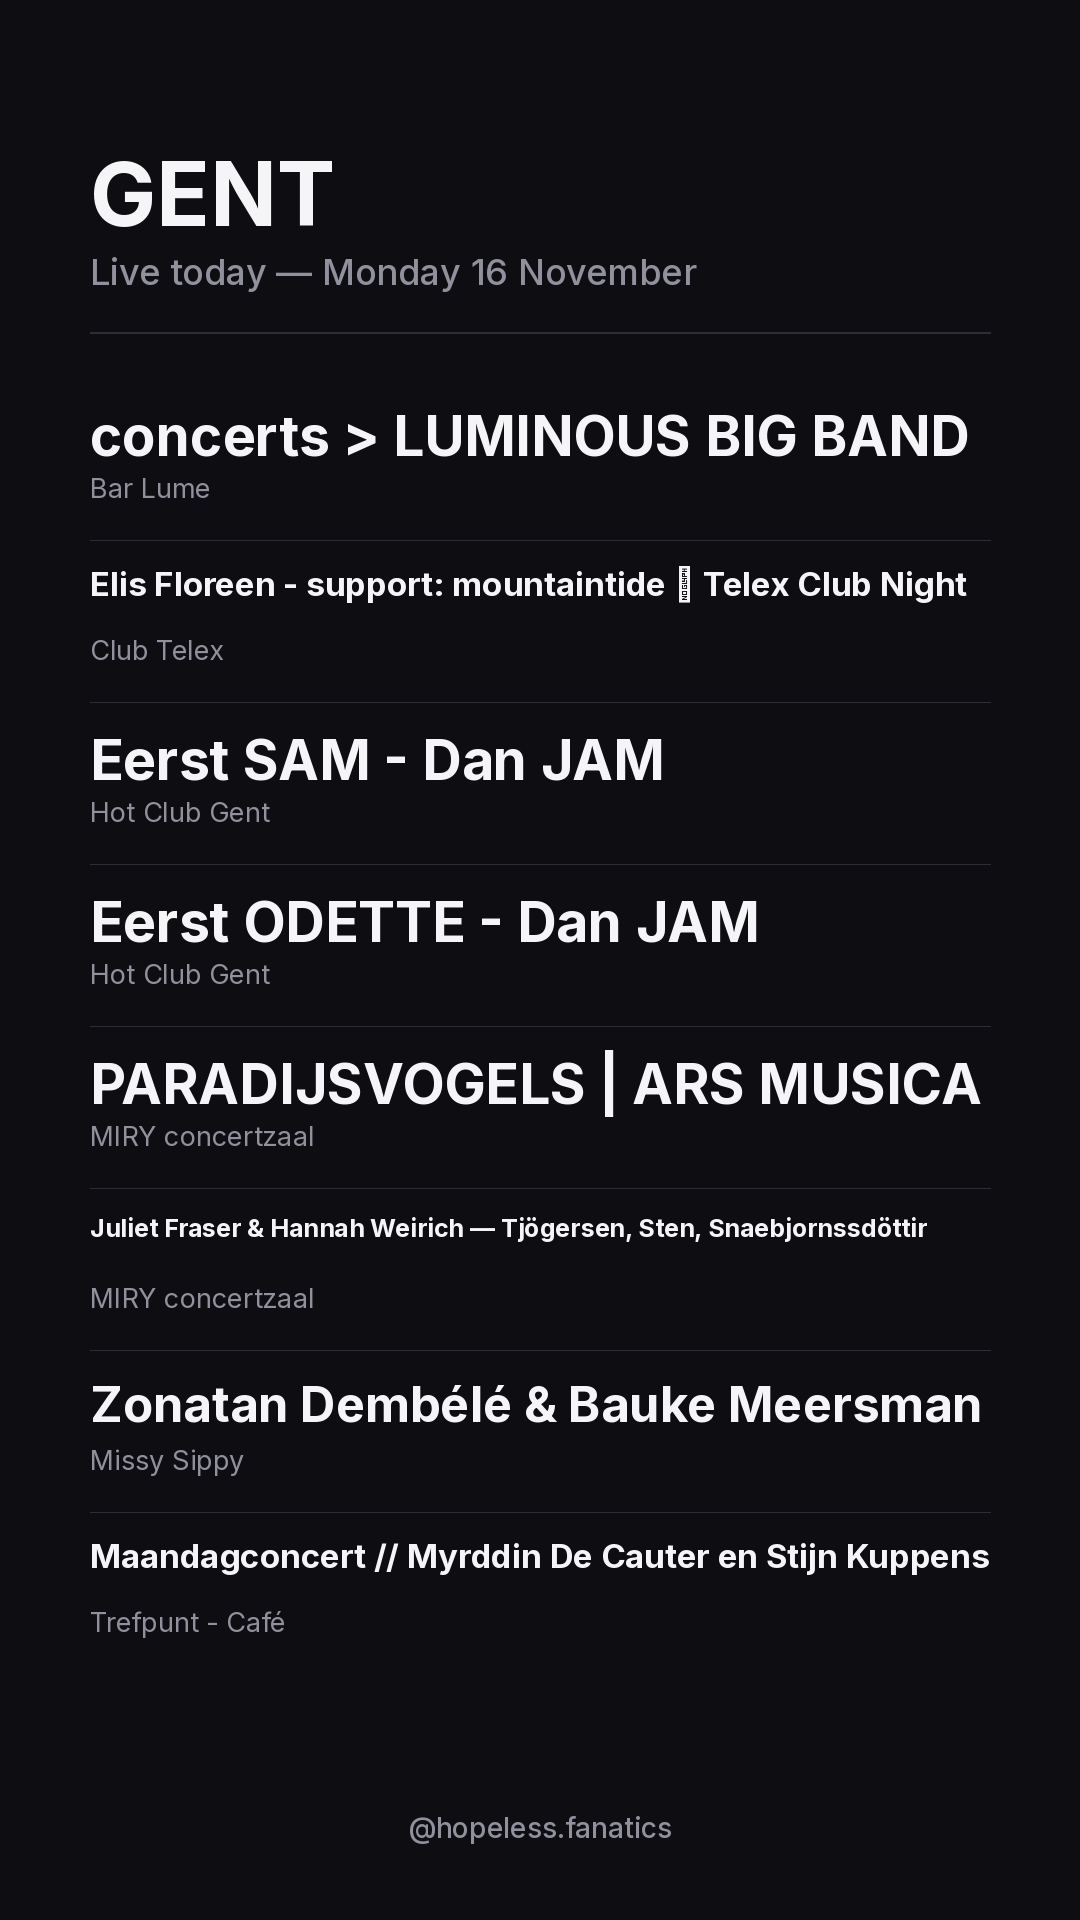 GENT
Live today — Monday 16 November
concerts > LUMINOUS BIG BAND
Bar Lume
Elis Floreen - support: mountaintide Telex Club Night
Club Telex
Eerst SAM - Dan JAM
Hot Club Gent
Eerst ODETTE - Dan JAM
Hot Club Gent
PARADIJSVOGELS | ARS MUSICA
MIRY concertzaal
Juliet Fraser & Hannah Weirich — Tjögersen, Sten, Snaebjornssdöttir
MIRY concertzaal
Zonatan Dembélé & Bauke Meersman
Missy Sippy
Maandagconcert // Myrddin De Cauter en Stijn Kuppens
Trefpunt - Café
@hopeless.fanatics